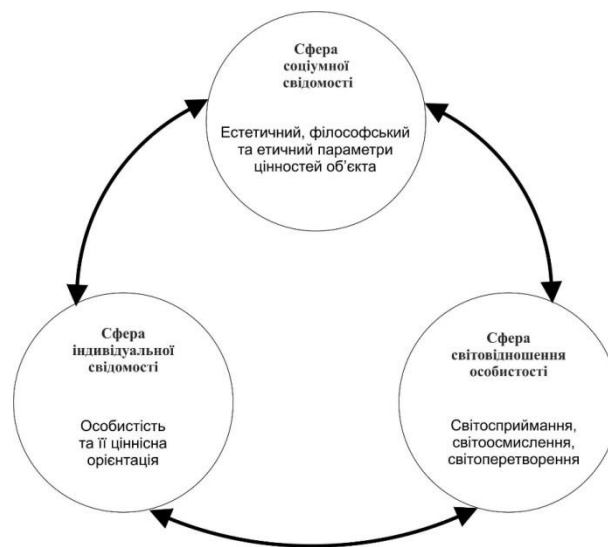 Сфера
соціумної
свідомості
Естетичний, філософський
та етичний параметри
цінностей об’єкта
Сфера
індивідуальної
свідомості
Особистість
та її ціннісна
орієнтація
Сфера
світовідношення
особистості
Світосприймання,
світоосмислення,
світоперетворення